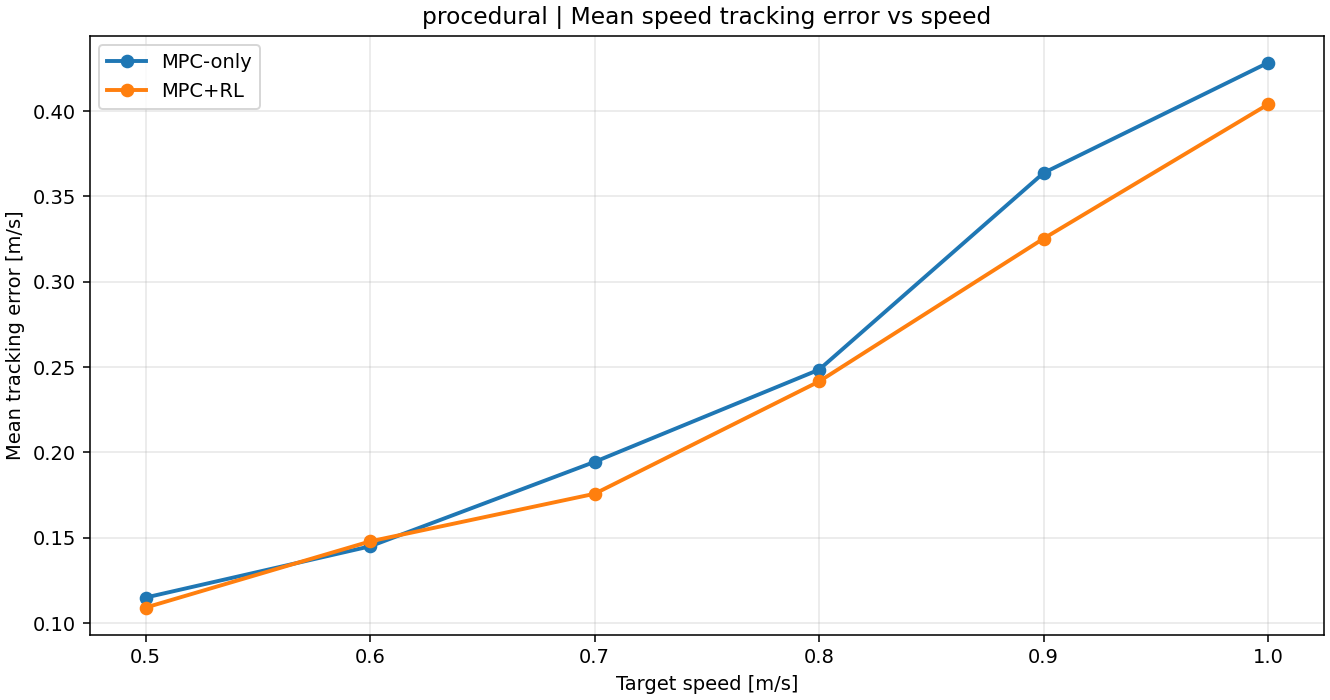 procedural | Mean speed tracking error vs speed
MPC-only
MPC+RL
Mean tracking error [m/s]
0.40
0.35
0.30
0.25
0.20
0.15
0.10
0.5 0.6 0.7 0.8 0.9 1.0
Target speed [m/s]